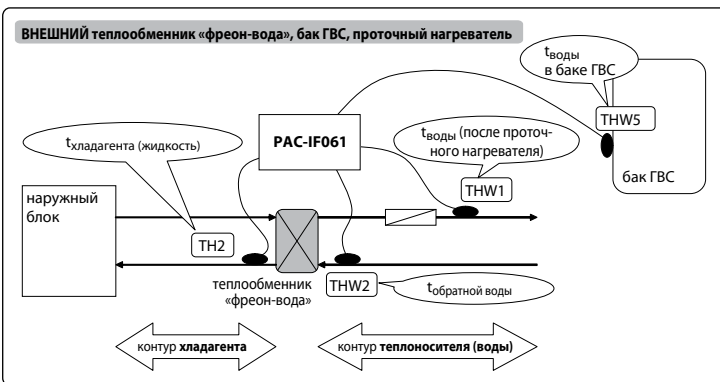 ВНЕШНИЙ теплообменник «фреон-вода», бак ГВС, проточный нагреватель
tводы
в баке ГВС
THW5
бак ГВС
PAC-IF061
tхладагента (жидкость)
tводы (после проточ-
ного нагревателя)
THW1
наружный
блок
TH2
теплообменник
«фреон-вода»
THW2
tобратной воды
контур хладагента
контур теплоносителя (воды)